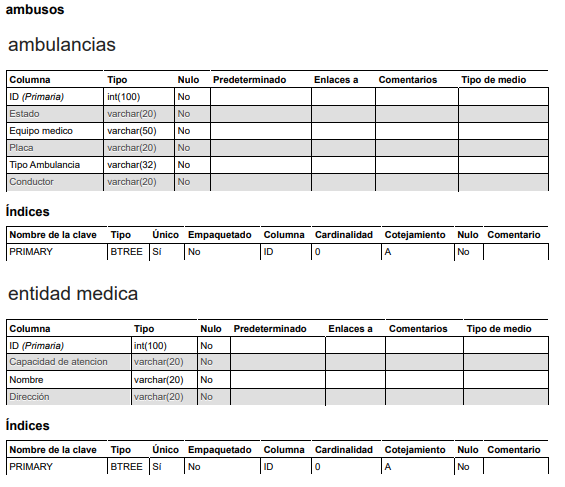 ambusos
ambulancias
Columna Tipo Nulo Predeterminado Enlaces a Comentarios Tipo de medio
ID (Primaria) int(100) No
Estado varchar(20) No
Equipo medico varchar(50) No
Placa varchar(20) No
Tipo Ambulancia varchar(32) No
Conductor varchar(20) No
Índices
Nombre de la clave Tipo Único Empaquetado Columna Cardinalidad Cotejamiento Nulo Comentario
PRIMARY BTREE Sí No ID 0 A No
entidad medica
Columna Tipo Nulo Predeterminado Enlaces a Comentarios Tipo de medio
ID (Primaria) int(100) No
Capacidad de atencion varchar(20) No
Nombre varchar(20) No
Dirección varchar(20) No
Índices
Nombre de la clave Tipo Único Empaquetado Columna Cardinalidad Cotejamiento Nulo Comentario
PRIMARY BTREE Sí No ID 0 A No